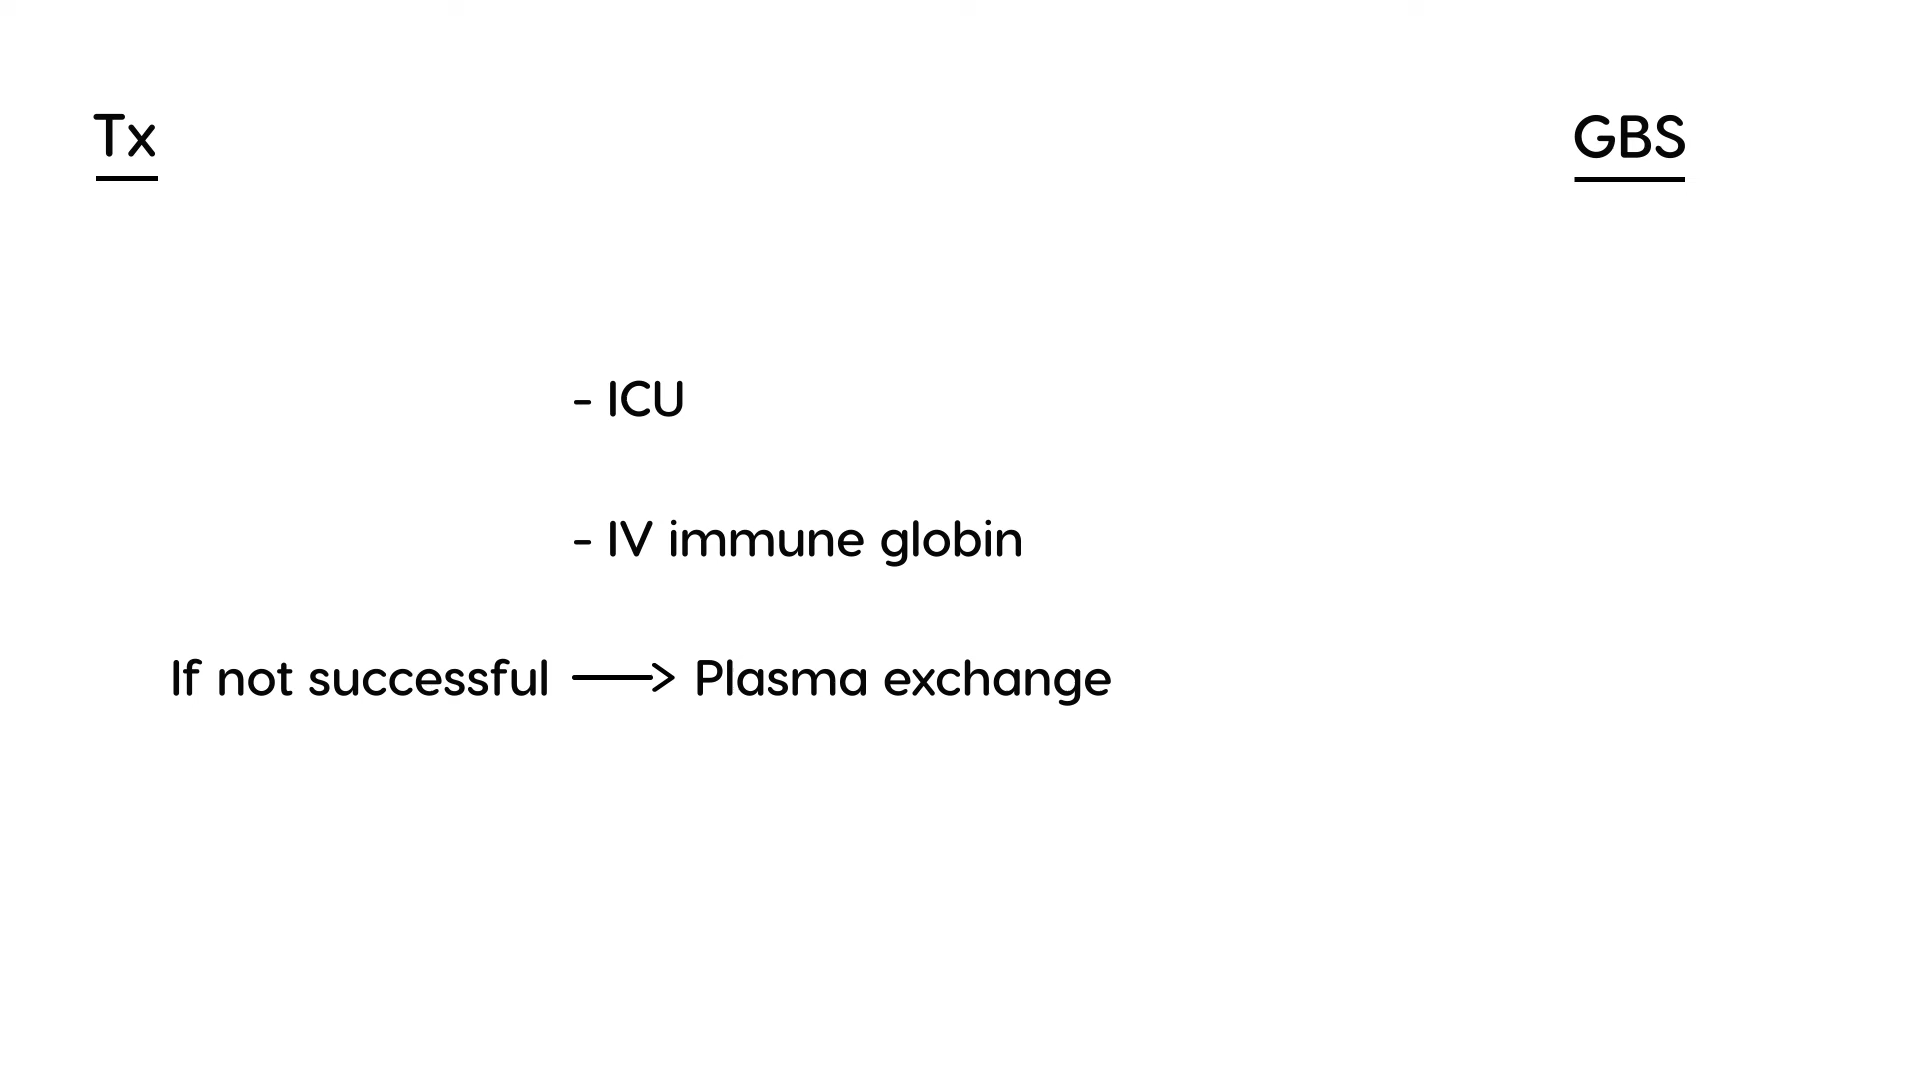 Tx
GBS
- ICU
- IV immune globin
If not successful ⟶ Plasma exchange